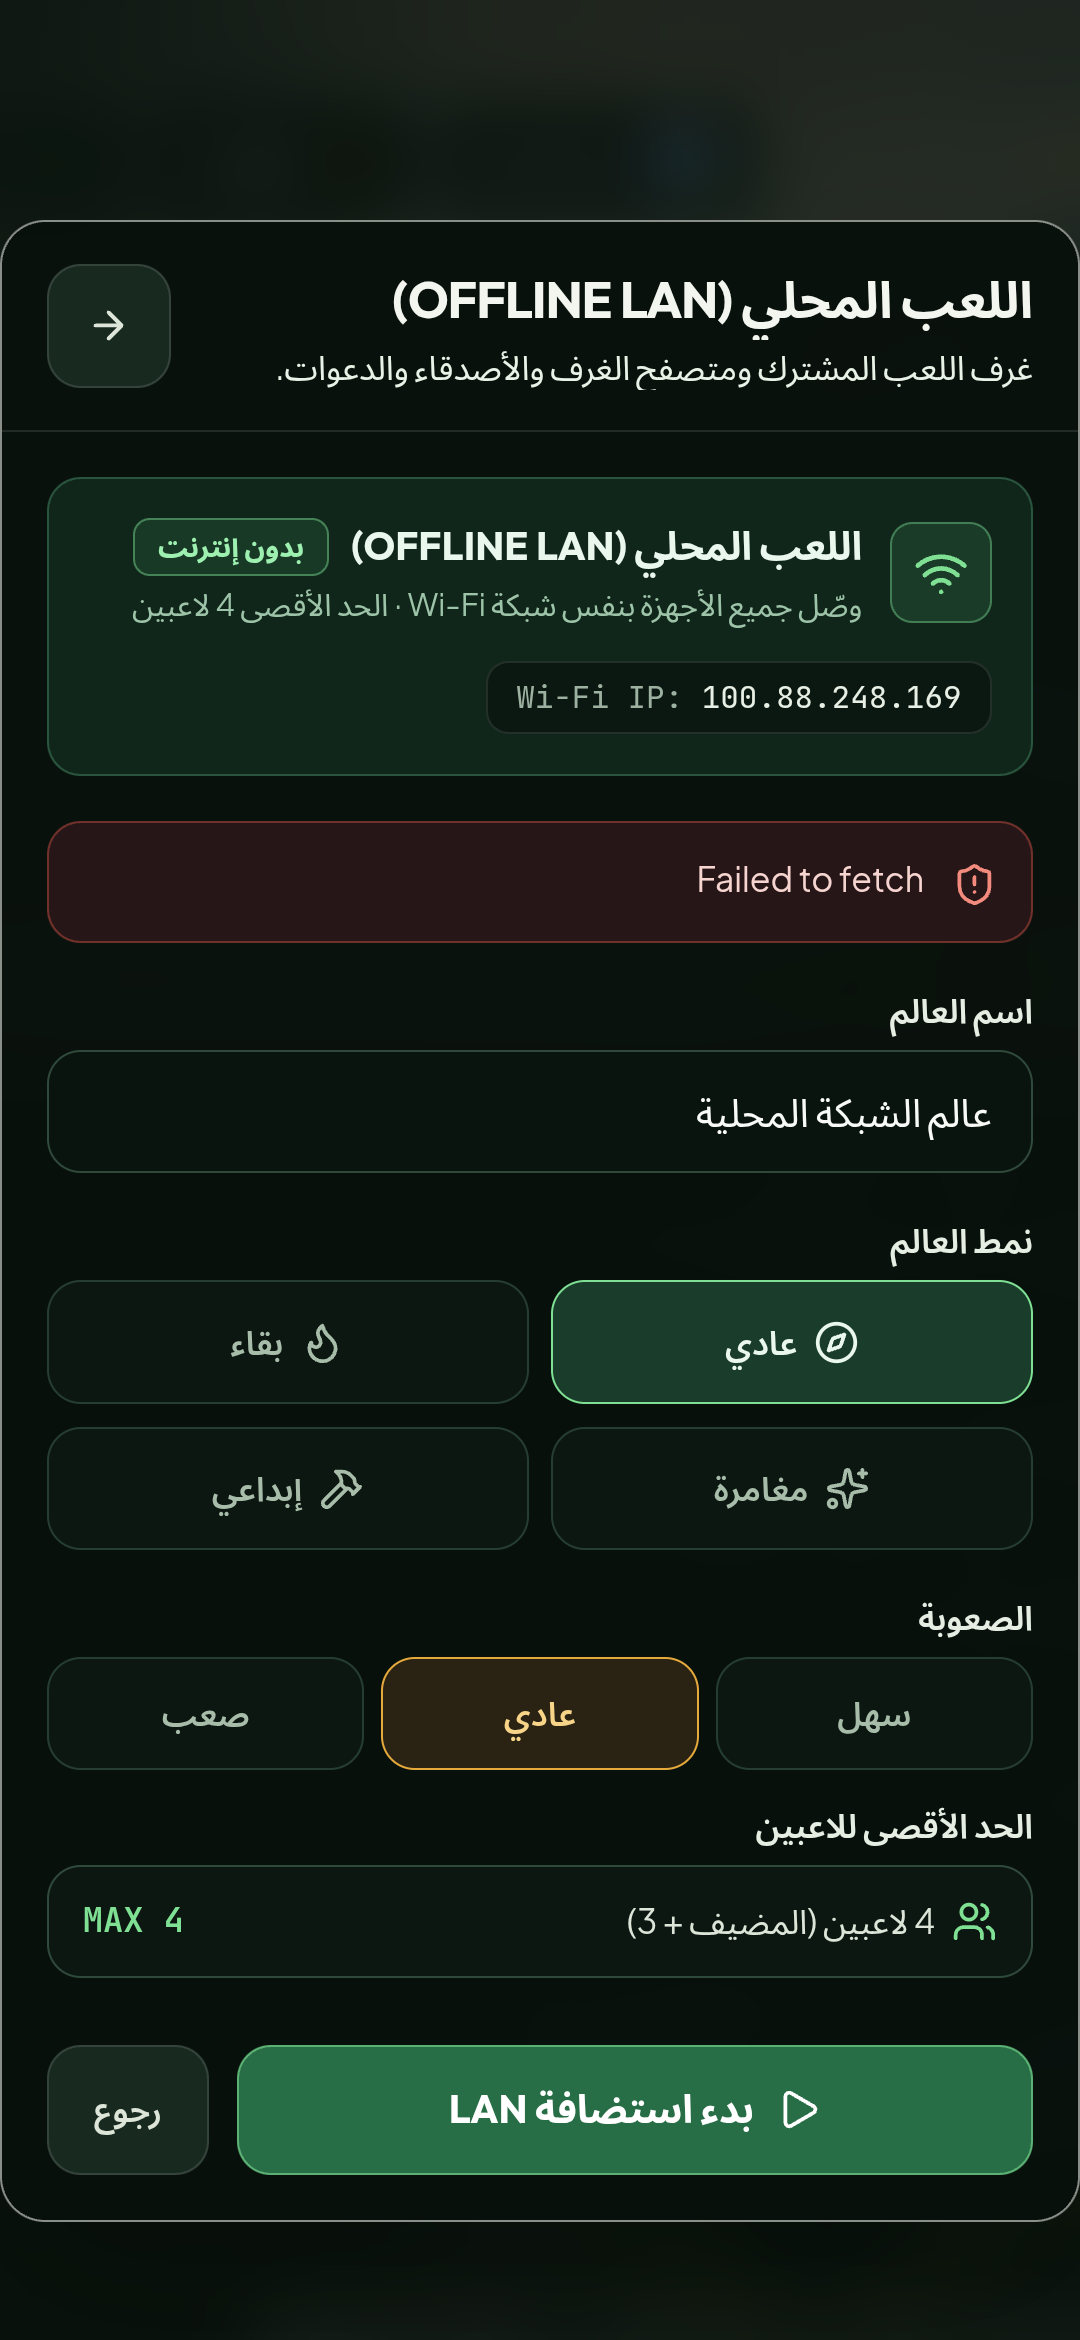 اللعب المحلي (OFFLINE LAN)
غرف اللعب المشترك ومتصفح الغرف والأصدقاء والدعوات.
اللعب المحلي (OFFLINE LAN) بدون إنترنت
وصّل جميع الأجهزة بنفس شبكة Wi-Fi · الحد الأقصى 4 لاعبين
Wi-Fi IP: 100.88.248.169
Failed to fetch
اسم العالم
عالم الشبكة المحلية
نمط العالم
عادي بقاء
مغامرة إبداعي
الصعوبة
سهل عادي صعب
الحد الأقصى للاعبين
4 لاعبين (المضيف + 3) MAX 4
بدء استضافة LAN رجوع